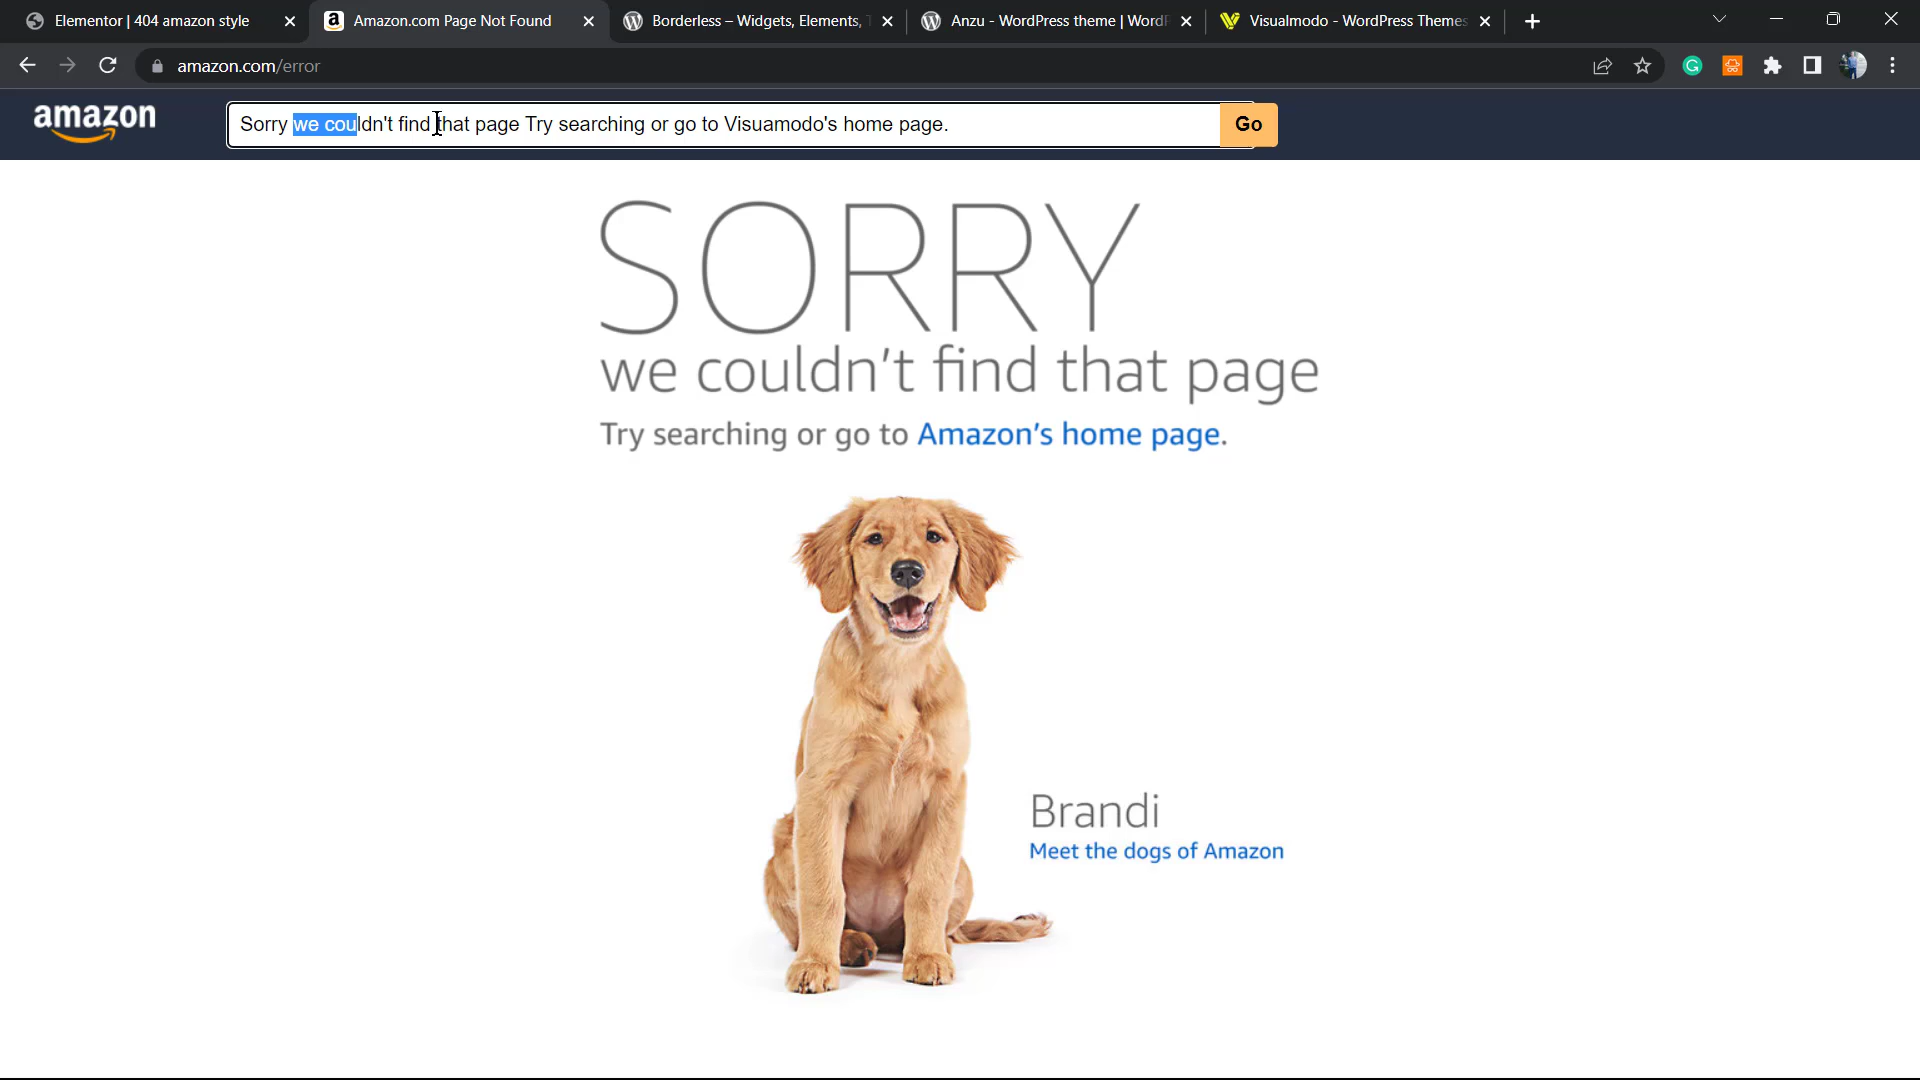 Elementor | 404 amazon style
Amazon.com Page Not Found
Borderless – Widgets, Elements,
Anzu - WordPress theme | Word
Visualmodo - WordPress Themes
amazon.com/error
amazon
Sorry we couldn't find that page Try searching or go to Visuamodo's home page.
Go
SORRY
we couldn't find that page
Try searching or go to Amazon's home page.
Brandi
Meet the dogs of Amazon